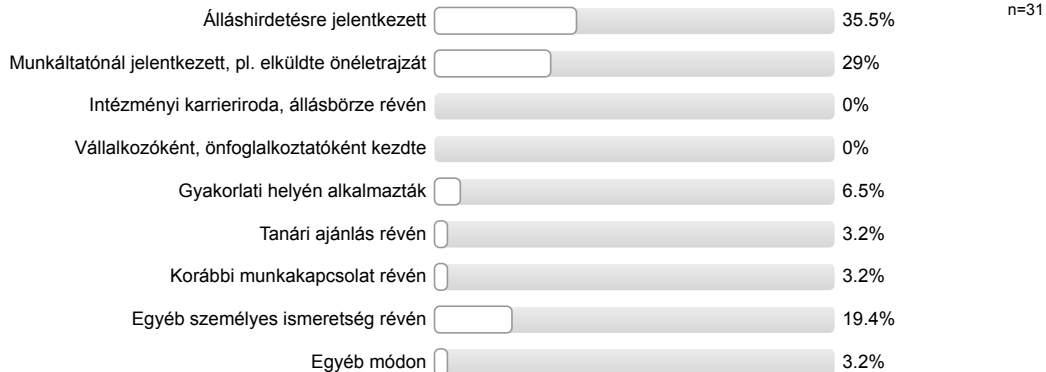 Álláshirdetésre jelentkezett 35.5% n=31
Munkáltatónál jelentkezett, pl. elküldte önéletrajzát 29%
Intézményi karrieriroda, állásbörze révén 0%
Vállalkozóként, önfoglalkoztatóként kezdte 0%
Gyakorlati helyén alkalmazták 6.5%
Tanári ajánlás révén 3.2%
Korábbi munkakapcsolat révén 3.2%
Egyéb személyes ismeretség révén 19.4%
Egyéb módon 3.2%